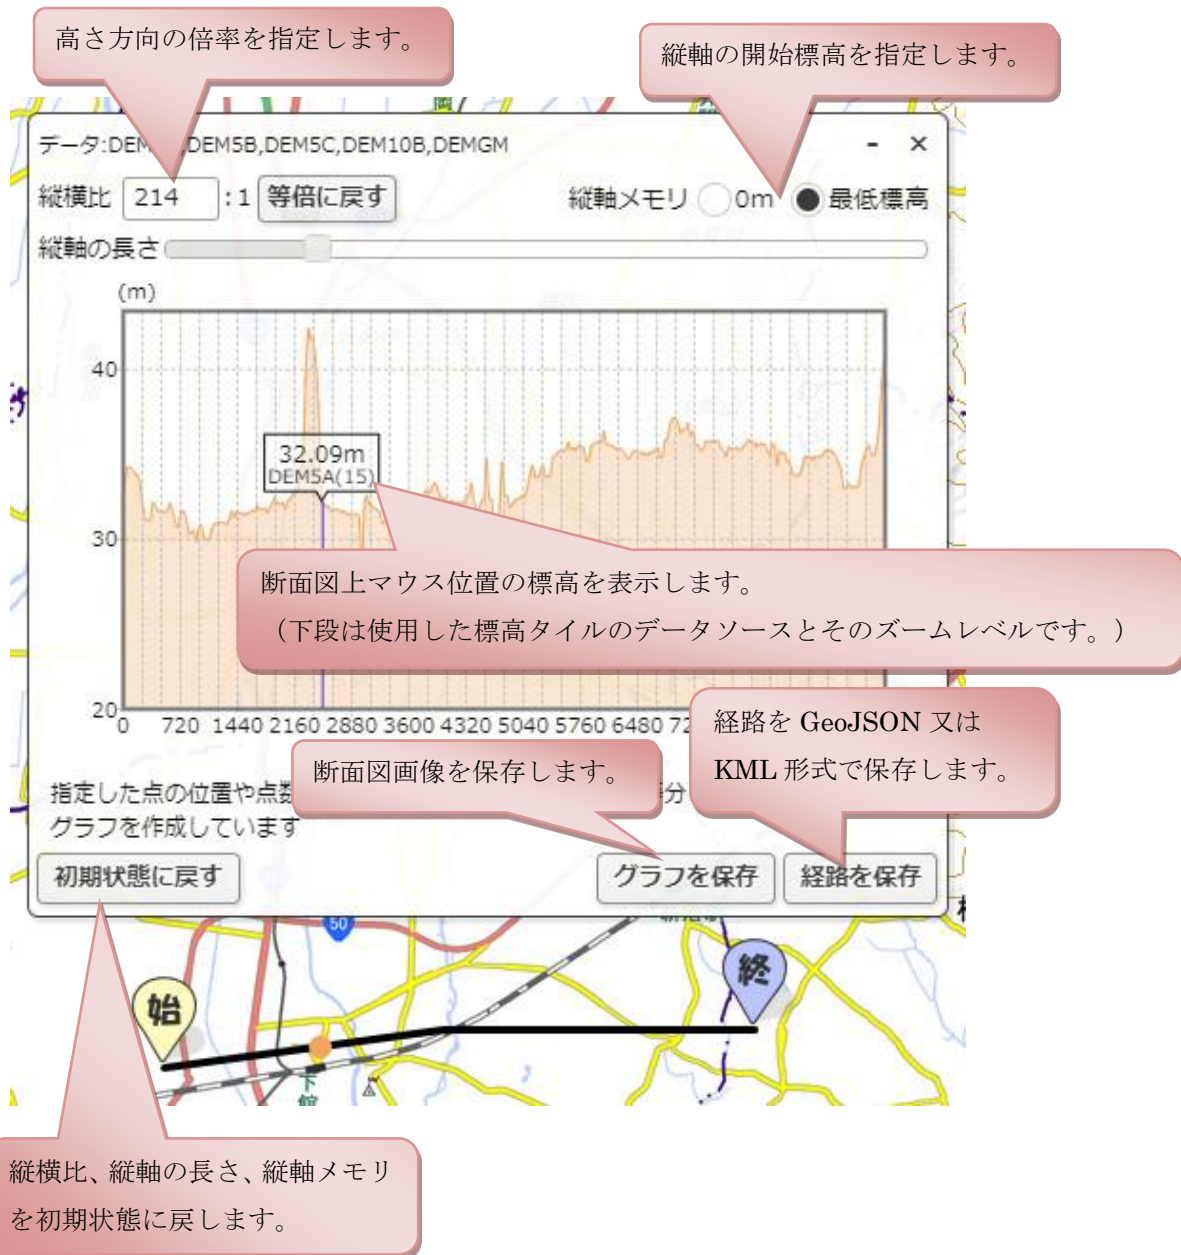 高さ方向の倍率を指定します。
縦軸の開始標高を指定します。
データ:DEM
,DEM5B,DEM5C,DEM10B,DEMGM
- ×
縦横比 214 :1 等倍に戻す
縦軸メモリ 0m 最低標高
縦軸の長さ
(m)
40
32.09m
DEM5A(15)
30
断面図上マウス位置の標高を表示します。
(下段は使用した標高タイルのデータソースとそのズームレベルです。)
20
0 720 1440 2160 2880 3600 4320 5040 5760 6480 72
経路を GeoJSON 又は
KML 形式で保存します。
断面図画像を保存します。
指定した点の位置や点数
分
グラフを作成しています
初期状態に戻す グラフを保存 経路を保存
50
終
始
下
館
縦横比、縦軸の長さ、縦軸メモリ
を初期状態に戻します。